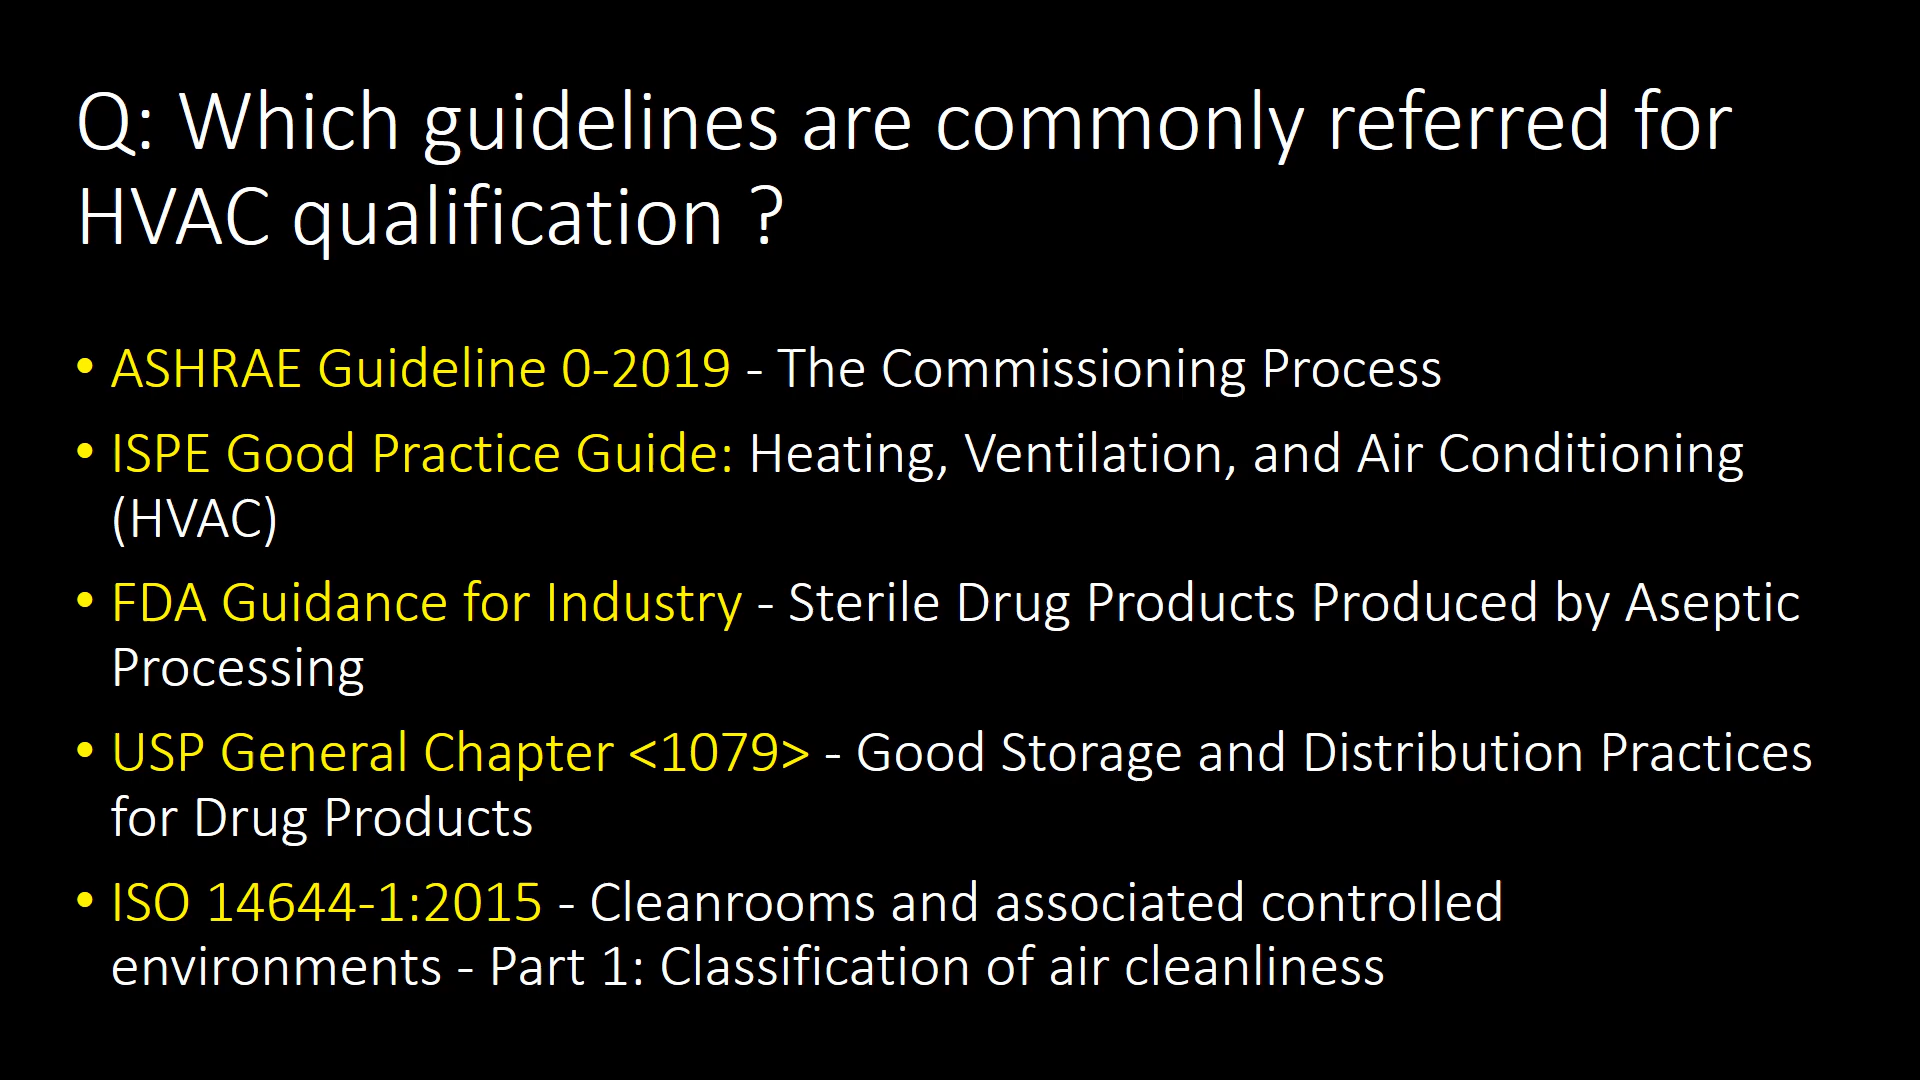 Q: Which guidelines are commonly referred for
HVAC qualification ?
• ASHRAE Guideline 0-2019 - The Commissioning Process
• ISPE Good Practice Guide: Heating, Ventilation, and Air Conditioning
(HVAC)
• FDA Guidance for Industry - Sterile Drug Products Produced by Aseptic
Processing
• USP General Chapter <1079> - Good Storage and Distribution Practices
for Drug Products
• ISO 14644-1:2015 - Cleanrooms and associated controlled
environments - Part 1: Classification of air cleanliness